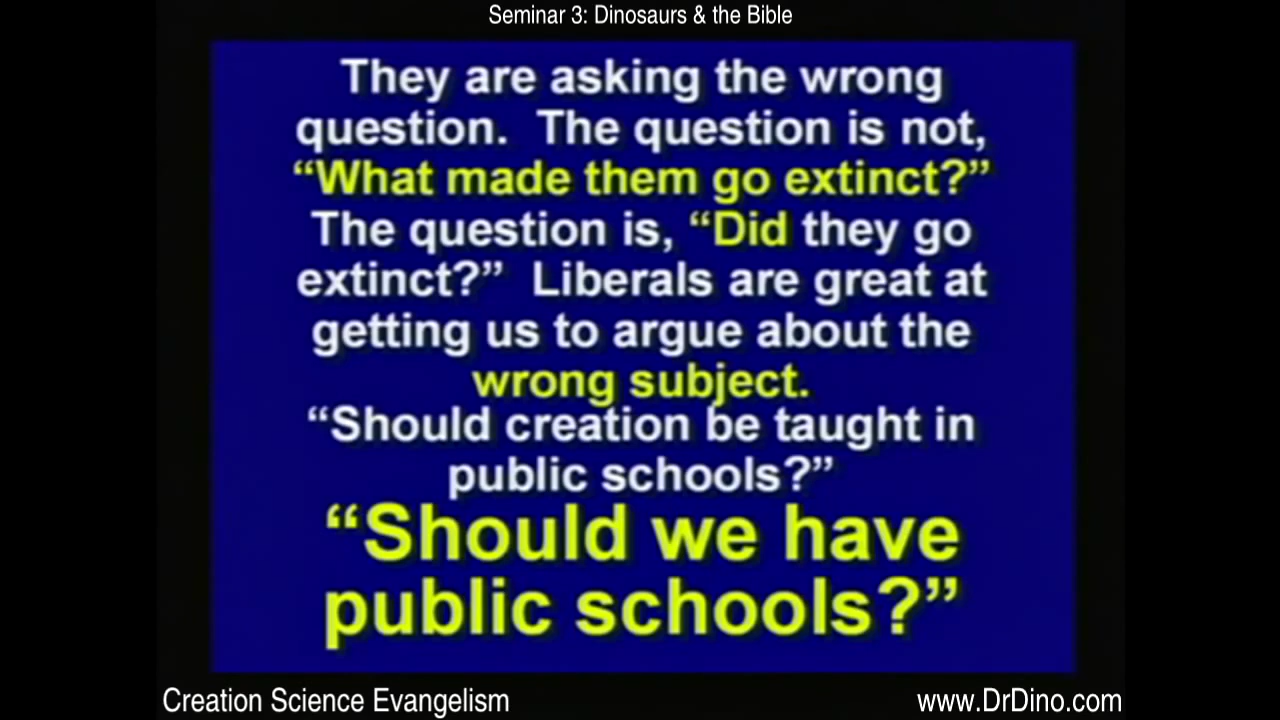 Seminar 3: Dinosaurs & the Bible
They are asking the wrong
question.  The question is not,
“What made them go extinct?”
The question is, “Did they go
extinct?”  Liberals are great at
getting us to argue about the
wrong subject.
“Should creation be taught in
public schools?”
“Should we have
public schools?”
Creation Science Evangelism
www.DrDino.com